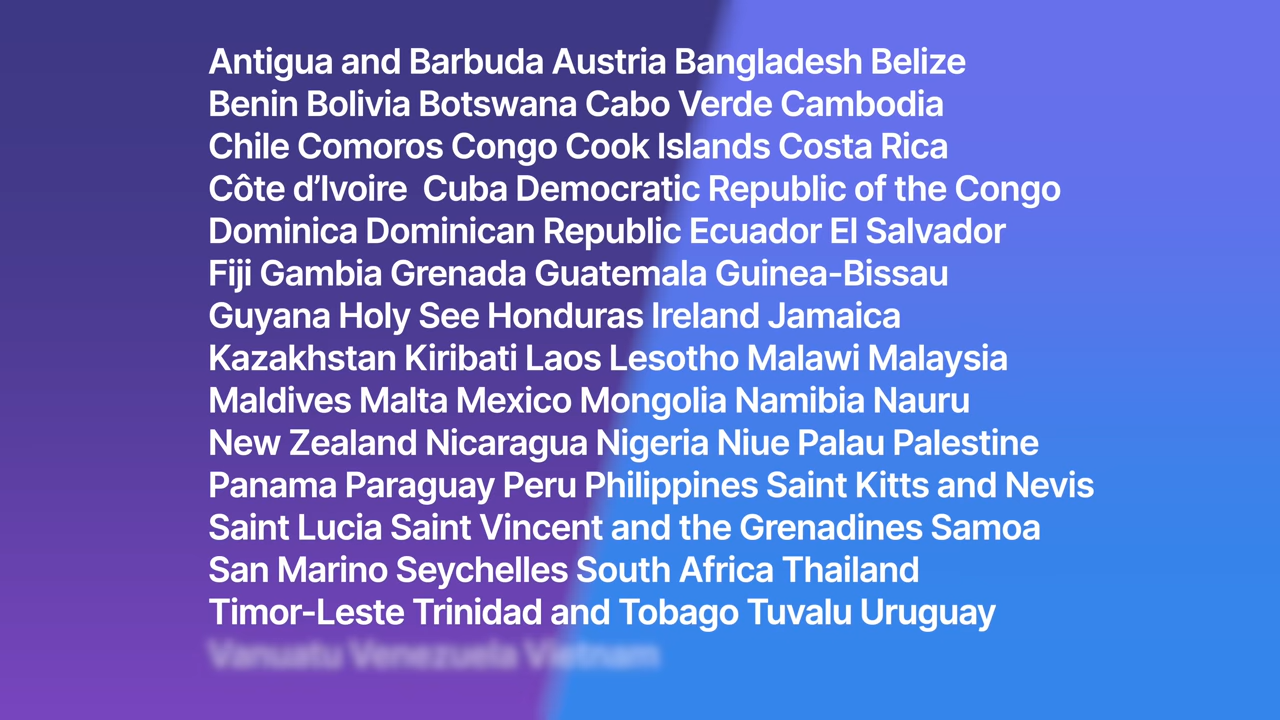 Antigua and Barbuda Austria Bangladesh Belize
Benin Bolivia Botswana Cabo Verde Cambodia
Chile Comoros Congo Cook Islands Costa Rica
Côte d’Ivoire  Cuba Democratic Republic of the Congo
Dominica Dominican Republic Ecuador El Salvador
Fiji Gambia Grenada Guatemala Guinea-Bissau
Guyana Holy See Honduras Ireland Jamaica
Kazakhstan Kiribati Laos Lesotho Malawi Malaysia
Maldives Malta Mexico Mongolia Namibia Nauru
New Zealand Nicaragua Nigeria Niue Palau Palestine
Panama Paraguay Peru Philippines Saint Kitts and Nevis
Saint Lucia Saint Vincent and the Grenadines Samoa
San Marino Seychelles South Africa Thailand
Timor-Leste Trinidad and Tobago Tuvalu Uruguay
Vanuatu Venezuela Vietnam